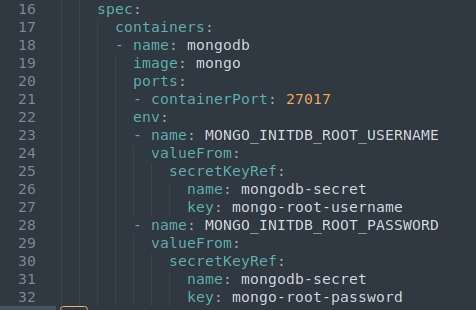 16 spec:
17 containers:
18 - name: mongodb
19 image: mongo
20 ports:
21 - containerPort: 27017
22 env:
23 - name: MONGO_INITDB_ROOT_USERNAME
24 valueFrom:
25 secretKeyRef:
26 name: mongodb-secret
27 key: mongo-root-username
28 - name: MONGO_INITDB_ROOT_PASSWORD
29 valueFrom:
30 secretKeyRef:
31 name: mongodb-secret
32 key: mongo-root-password